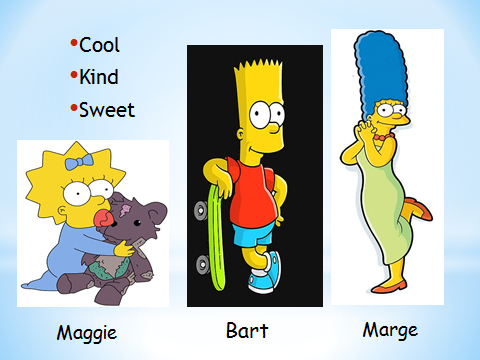 •Cool
•Kind
•Sweet
Maggie
Bart
Marge